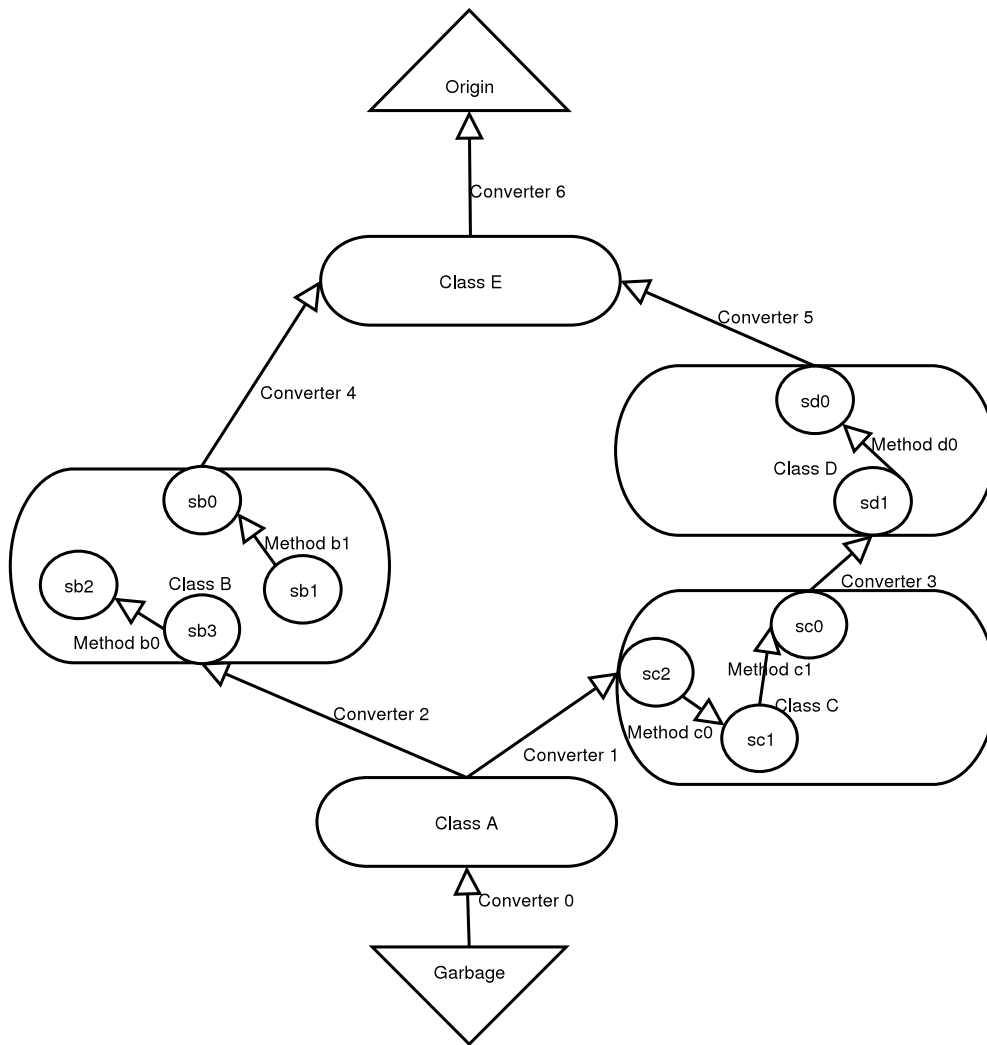 Origin
Converter 6
Class E
Converter 5
Converter 4
sd0
Method d0
Class D
sd1
sb0
Method b1
sb2
Class B
sb1
Method b0
sb3
Converter 3
sc0
Method c1
sc2
Class C
Method c0
sc1
Converter 2
Converter 1
Class A
Converter 0
Garbage